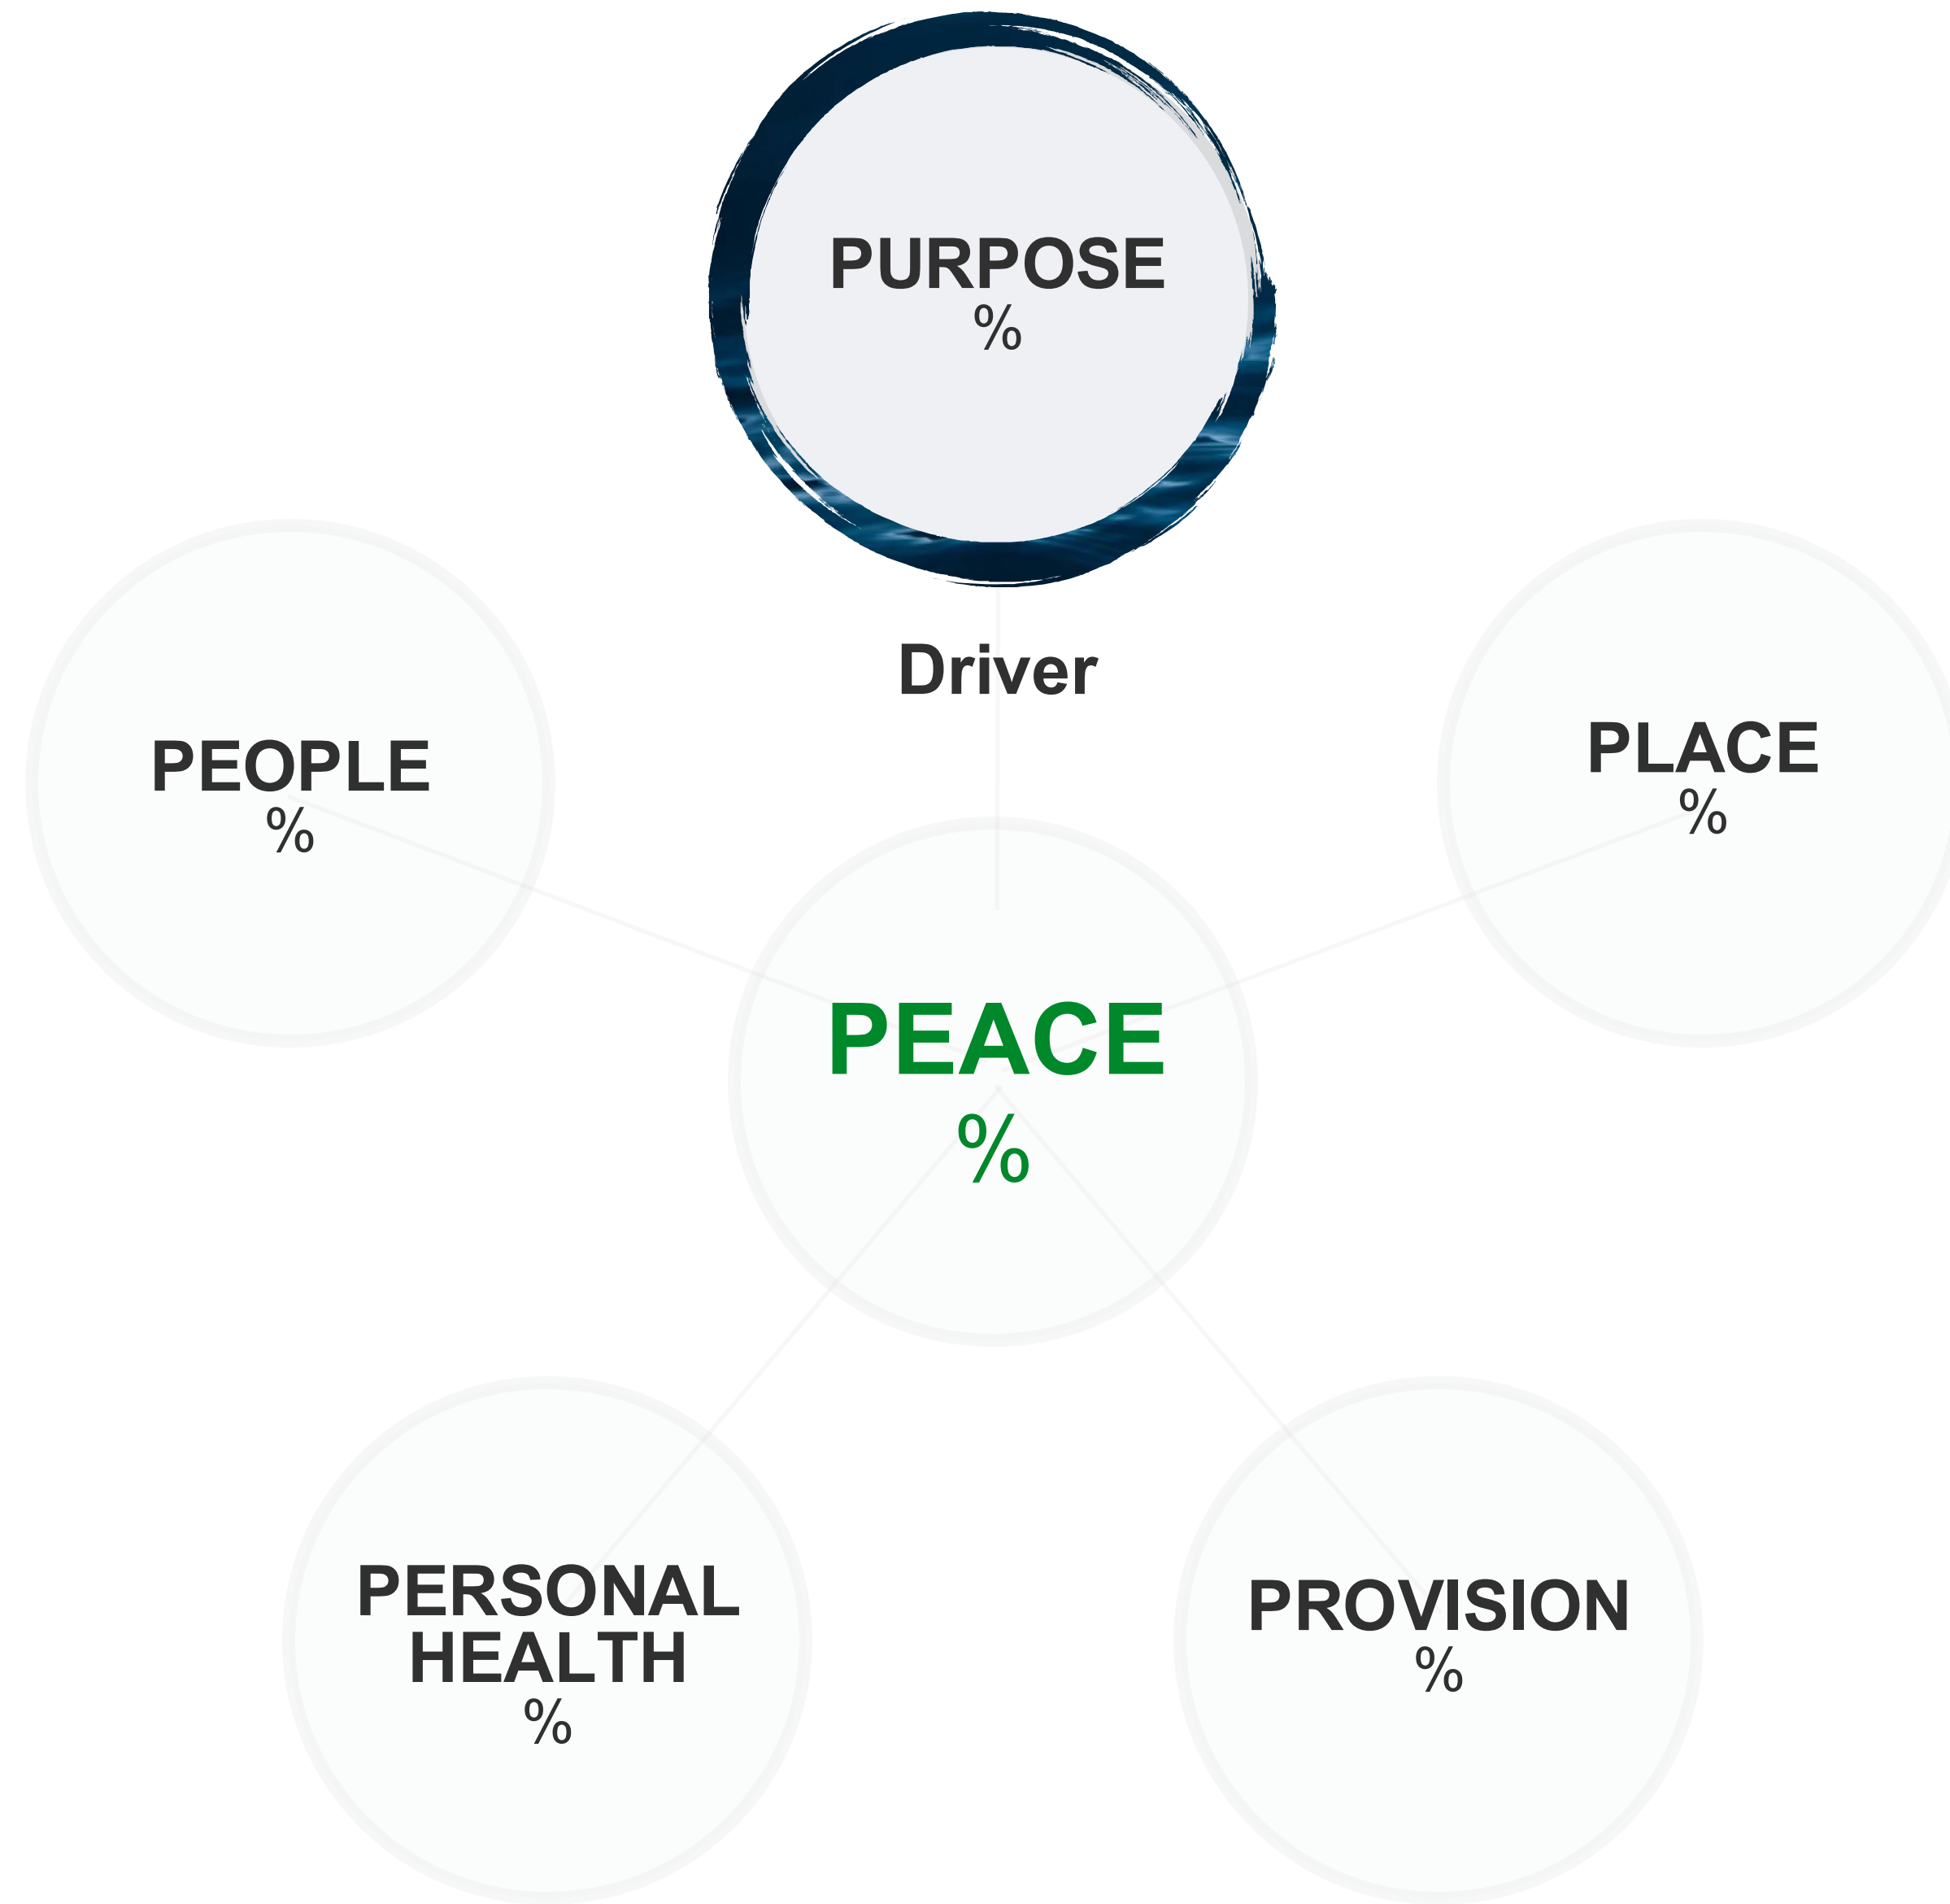 PURPOSE
%
Driver
PEOPLE
%
PLACE
%
PEACE
%
PERSONAL
HEALTH
%
PROVISION
%